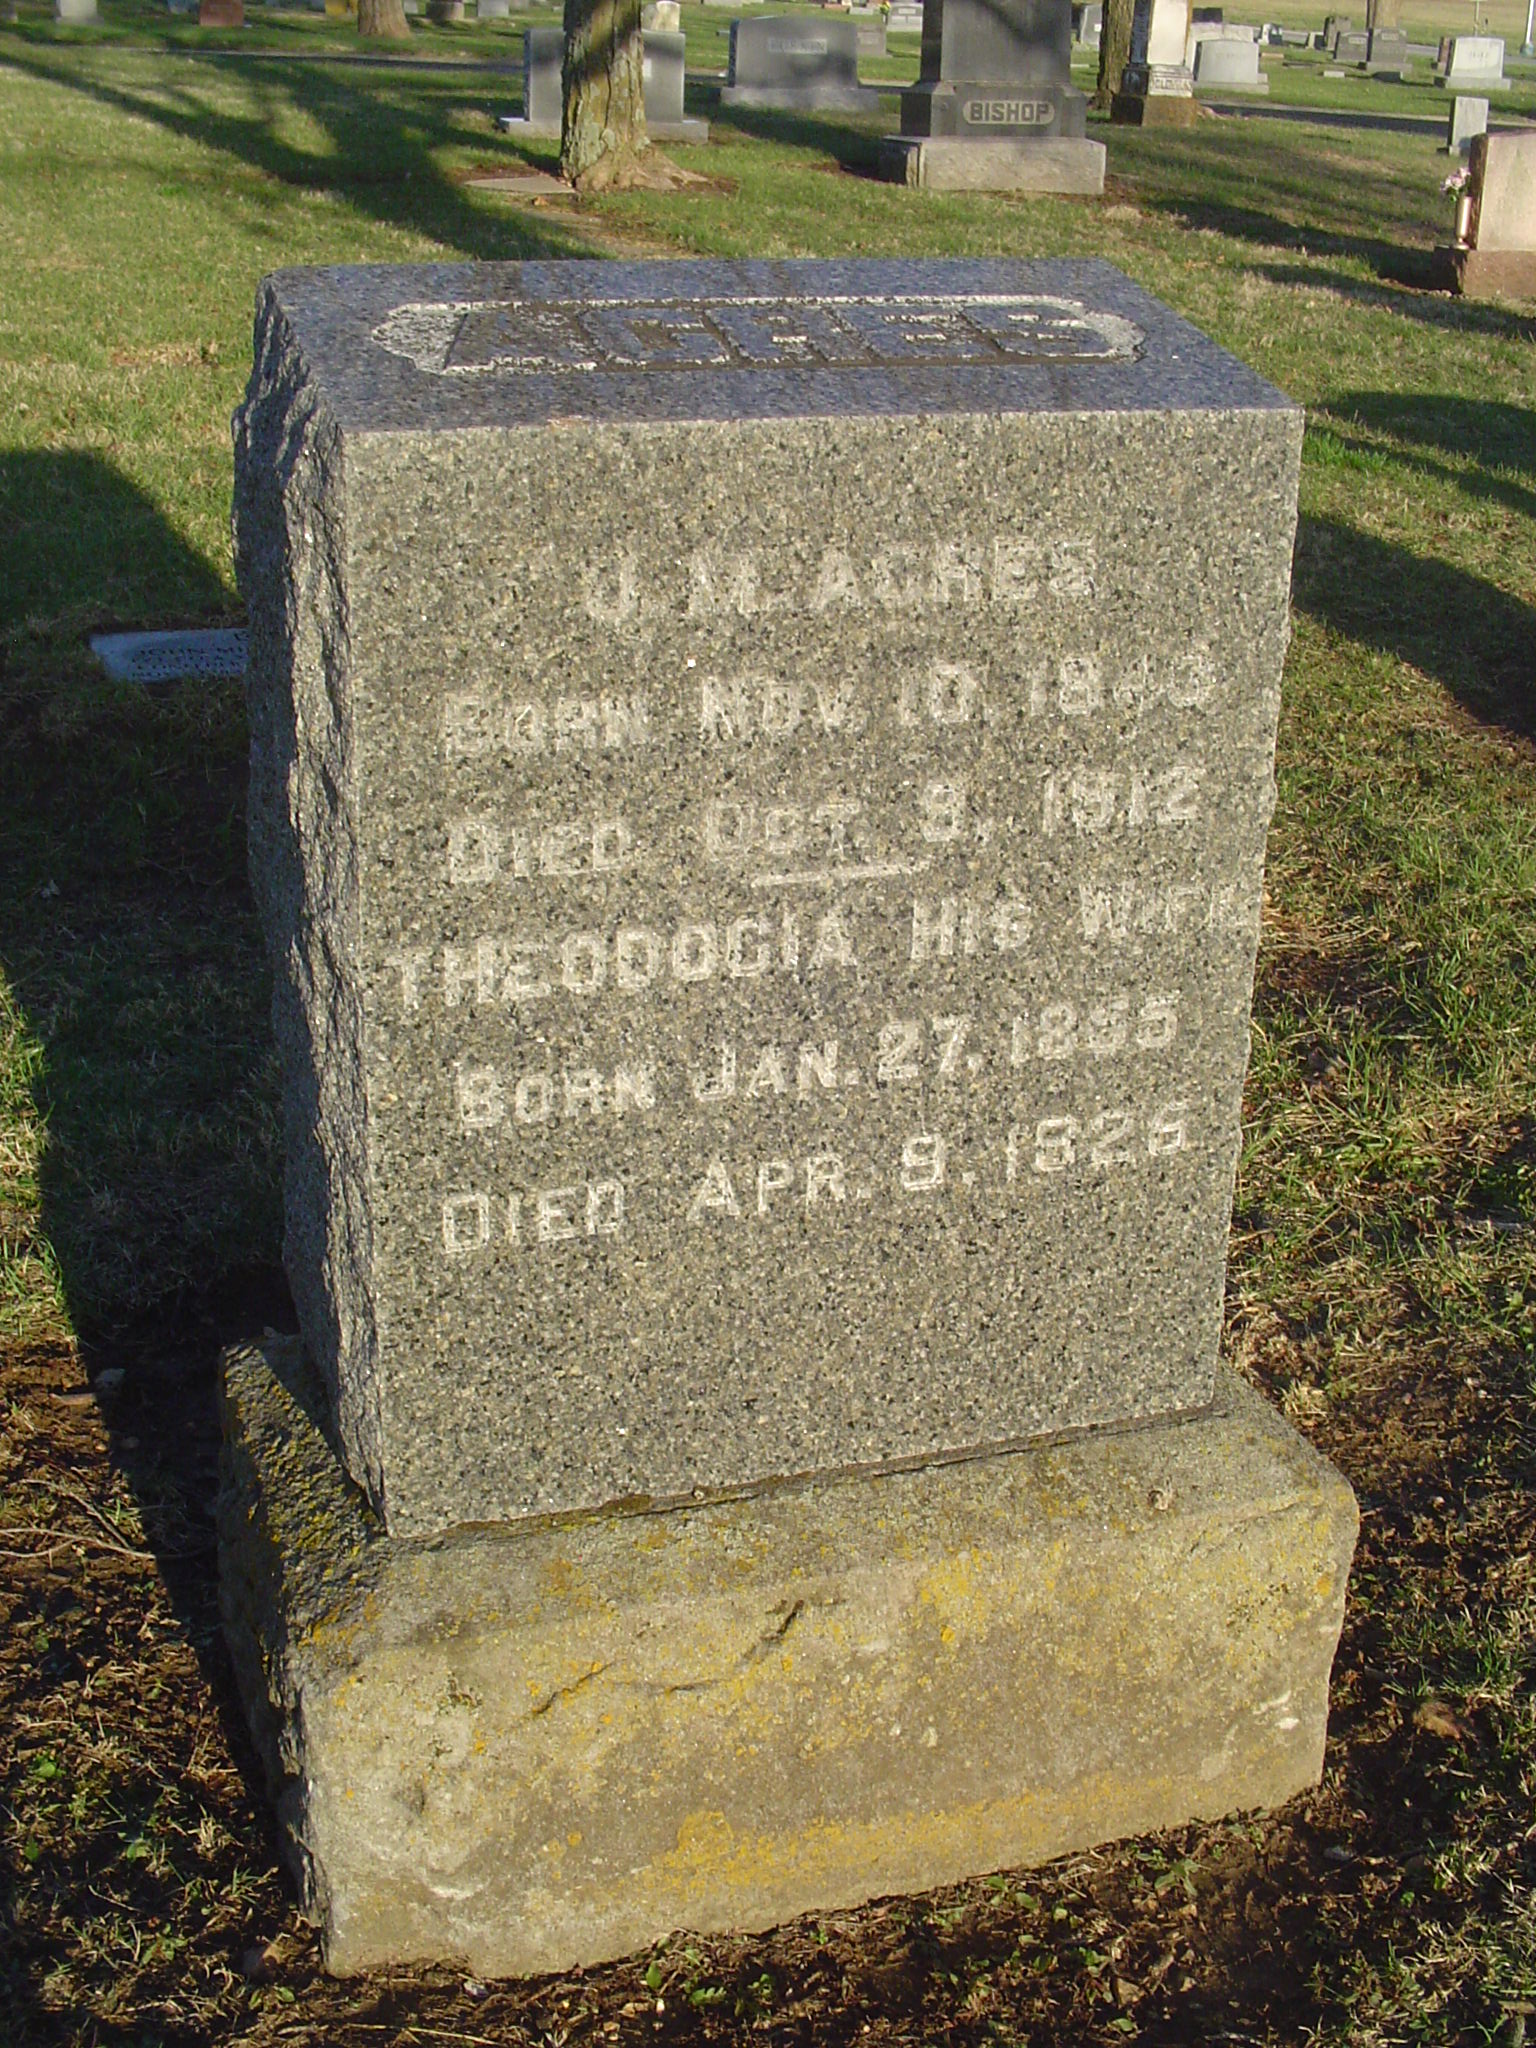 BISHOP
ACRES
J. M. ACRES
BORN NOV. 10, 1843
DIED OCT. 9, 1912
THEODOCIA HIS WIFE
BORN JAN. 27, 1855
DIED APR. 9, 1926
JOHN